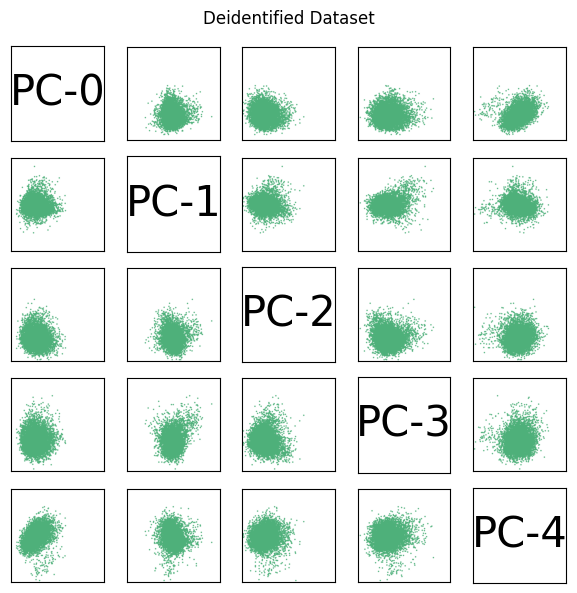 Deidentified Dataset
PC-0
PC-1
PC-2
PC-3
PC-4